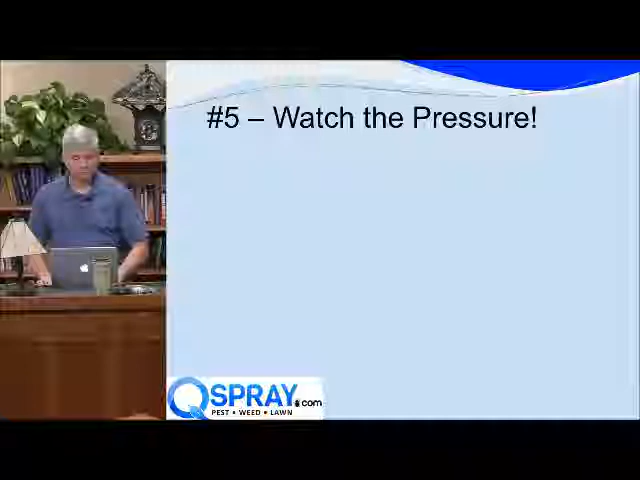 #5 – Watch the Pressure!
QSPRAY.com
PEST • WEED • LAWN